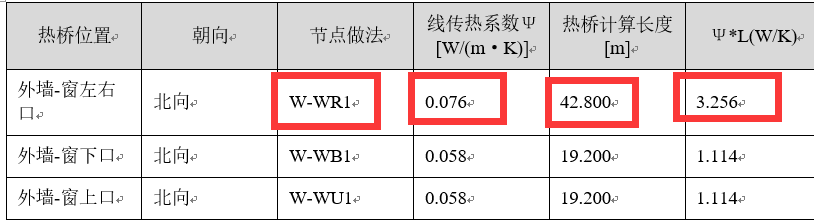 热桥位置 朝向 节点做法 线传热系数 Ψ [W/(m·K)] 热桥计算长度 [m] Ψ*L(W/K)
外墙-窗左右口 北向 W-WR1 0.076 42.800 3.256
外墙-窗下口 北向 W-WB1 0.058 19.200 1.114
外墙-窗上口 北向 W-WU1 0.058 19.200 1.114